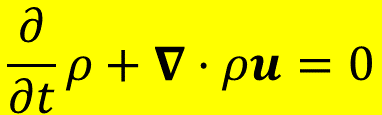 ∂/∂t ρ + ∇ · ρu = 0